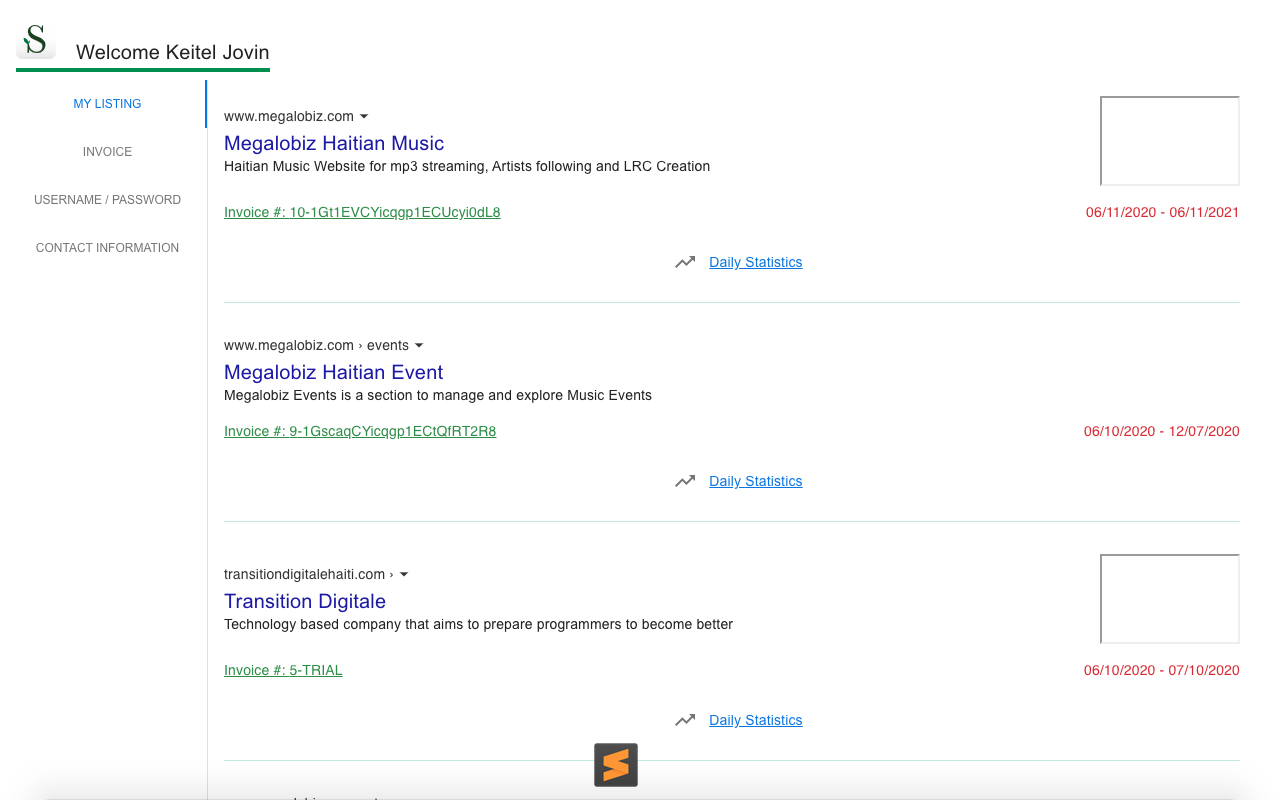 S
Welcome Keitel Jovin
MY LISTING
INVOICE
USERNAME / PASSWORD
CONTACT INFORMATION
www.megalobiz.com
Megalobiz Haitian Music
Haitian Music Website for mp3 streaming, Artists following and LRC Creation
Invoice #: 10-1Gt1EVCYicqgp1ECUcyi0dL8
06/11/2020 - 06/11/2021
Daily Statistics
www.megalobiz.com › events
Megalobiz Haitian Event
Megalobiz Events is a section to manage and explore Music Events
Invoice #: 9-1GscaqCYicqgp1ECtQfRT2R8
06/10/2020 - 12/07/2020
Daily Statistics
transitiondigitalehaiti.com ›
Transition Digitale
Technology based company that aims to prepare programmers to become better
Invoice #: 5-TRIAL
06/10/2020 - 07/10/2020
Daily Statistics